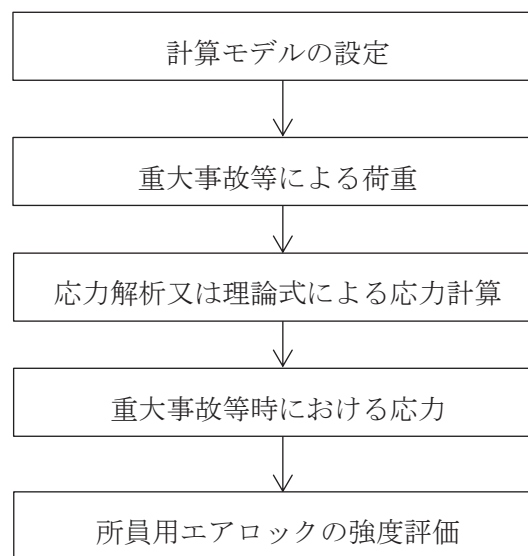 計算モデルの設定
重大事故等による荷重
応力解析又は理論式による応力計算
重大事故等時における応力
所員用エアロックの強度評価